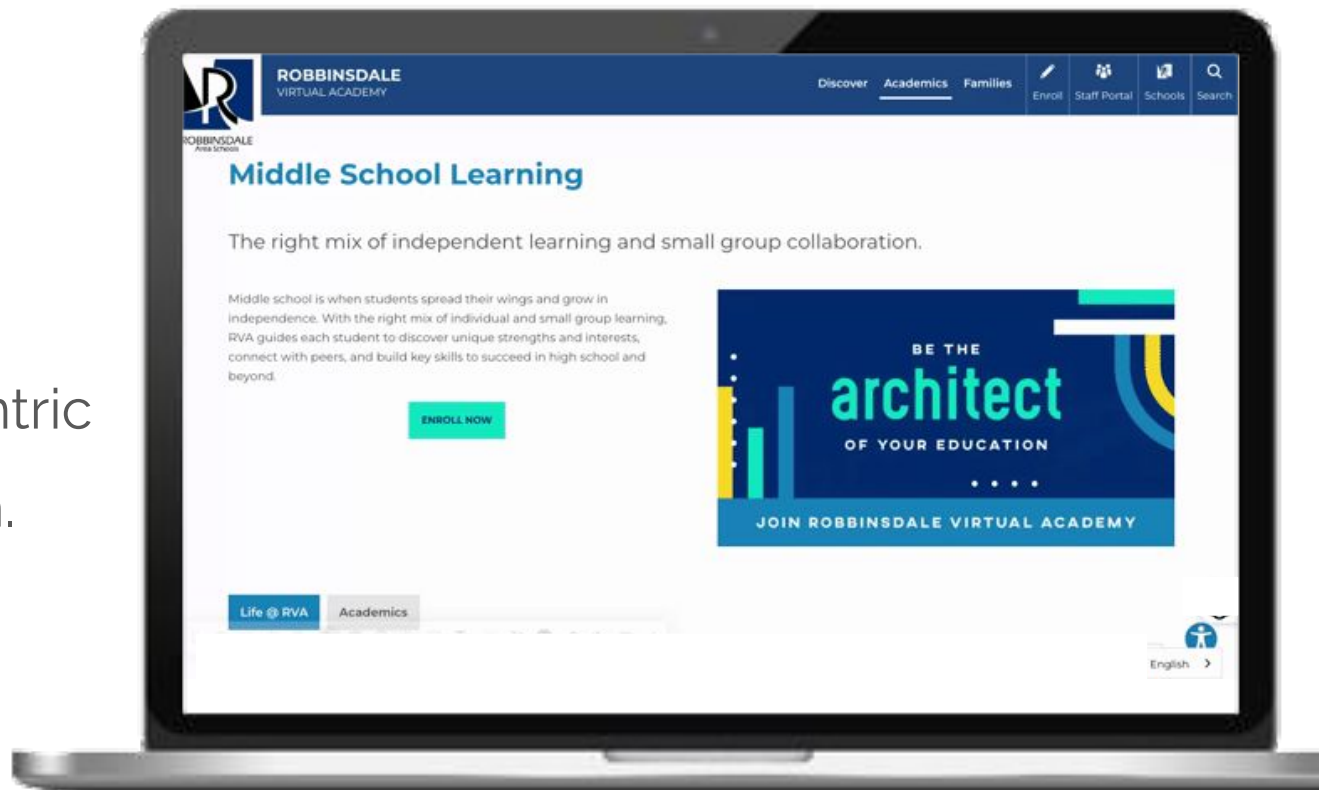 ntric
ROBBINSDALE
VIRTUAL ACADEMY
Discover Academics Families
Enroll Staff Portal Schools Search
R
ROBBINSDALE
Area Schools
Middle School Learning
The right mix of independent learning and small group collaboration.
Middle school is when students spread their wings and grow in
independence. With the right mix of individual and small group learning,
RVA guides each student to discover unique strengths and interests,
connect with peers, and build key skills to succeed in high school and
beyond.
ENROLL NOW
BE THE
architect
OF YOUR EDUCATION
JOIN ROBBINSDALE VIRTUAL ACADEMY
Life @ RVA Academics
English